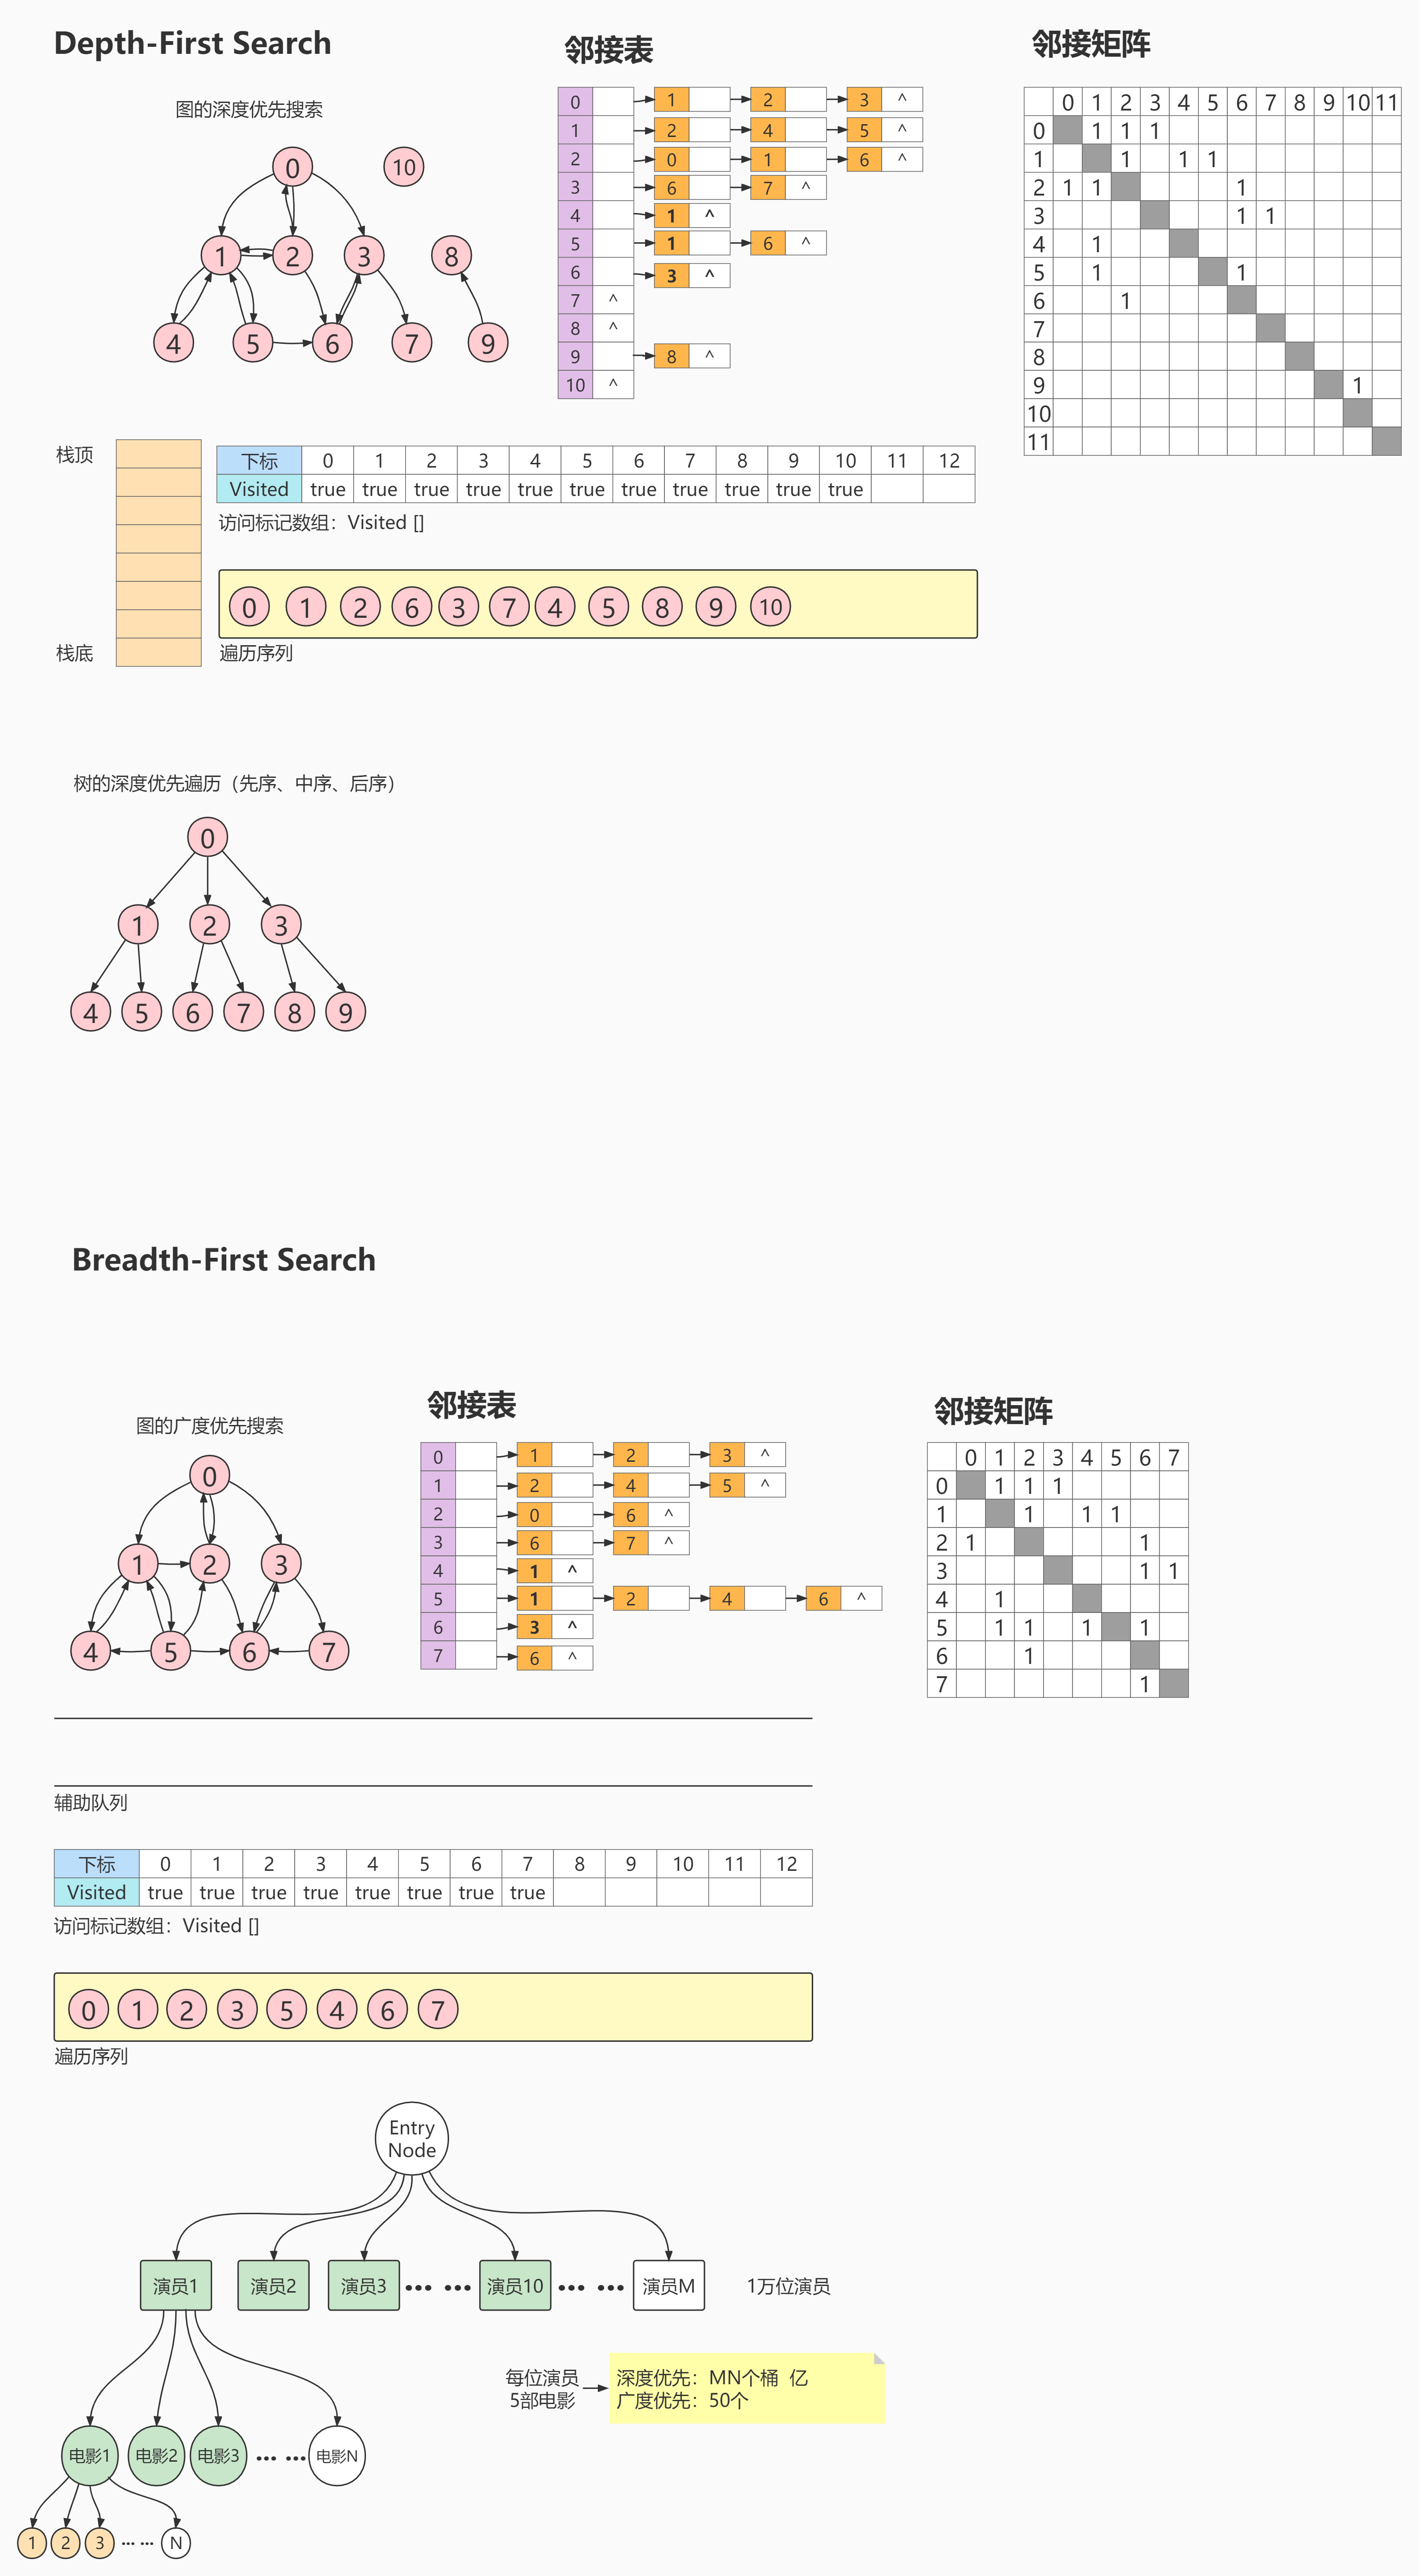 Depth-First Search
邻接表
邻接矩阵
图的深度优先搜索
0
10
1
2
3
8
4
5
6
7
9
0 1 2 3 ^
1 2 4 5 ^
2 0 1 6 ^
3 6 7 ^
4 1 ^
5 1 6 ^
6 3 ^
7 ^
8 ^
9 8 ^
10 ^
0 1 2 3 4 5 6 7 8 9 10 11
0 1 1 1
1 1 1 1
2 1 1 1
3 1 1
4 1
5 1 1
6 1
7
8
9 1
10
11
栈顶
栈底
下标 0 1 2 3 4 5 6 7 8 9 10 11 12
Visited true true true true true true true true true true true
访问标记数组：Visited []
0 1 2 6 3 7 4 5 8 9 10
遍历序列
树的深度优先遍历（先序、中序、后序）
0
1 2 3
4 5 6 7 8 9
Breadth-First Search
邻接表
邻接矩阵
图的广度优先搜索
0
1 2 3
4 5 6 7
0 1 2 3 ^
1 2 4 5 ^
2 0 6 ^
3 6 7 ^
4 1 ^
5 1 2 4 6 ^
6 3 ^
7 6 ^
0 1 2 3 4 5 6 7
0 1 1 1
1 1 1 1
2 1 1
3 1 1
4 1
5 1 1 1 1
6 1
7 1
辅助队列
下标 0 1 2 3 4 5 6 7 8 9 10 11 12
Visited true true true true true true true true
访问标记数组：Visited []
0 1 2 3 5 4 6 7
遍历序列
Entry
Node
演员1 演员2 演员3 ... ... 演员10 ... ... 演员M 1万位演员
每位演员
5部电影
深度优先：MN个桶 亿
广度优先：50个
电影1 电影2 电影3 ... ... 电影N
1 2 3 ... ... N